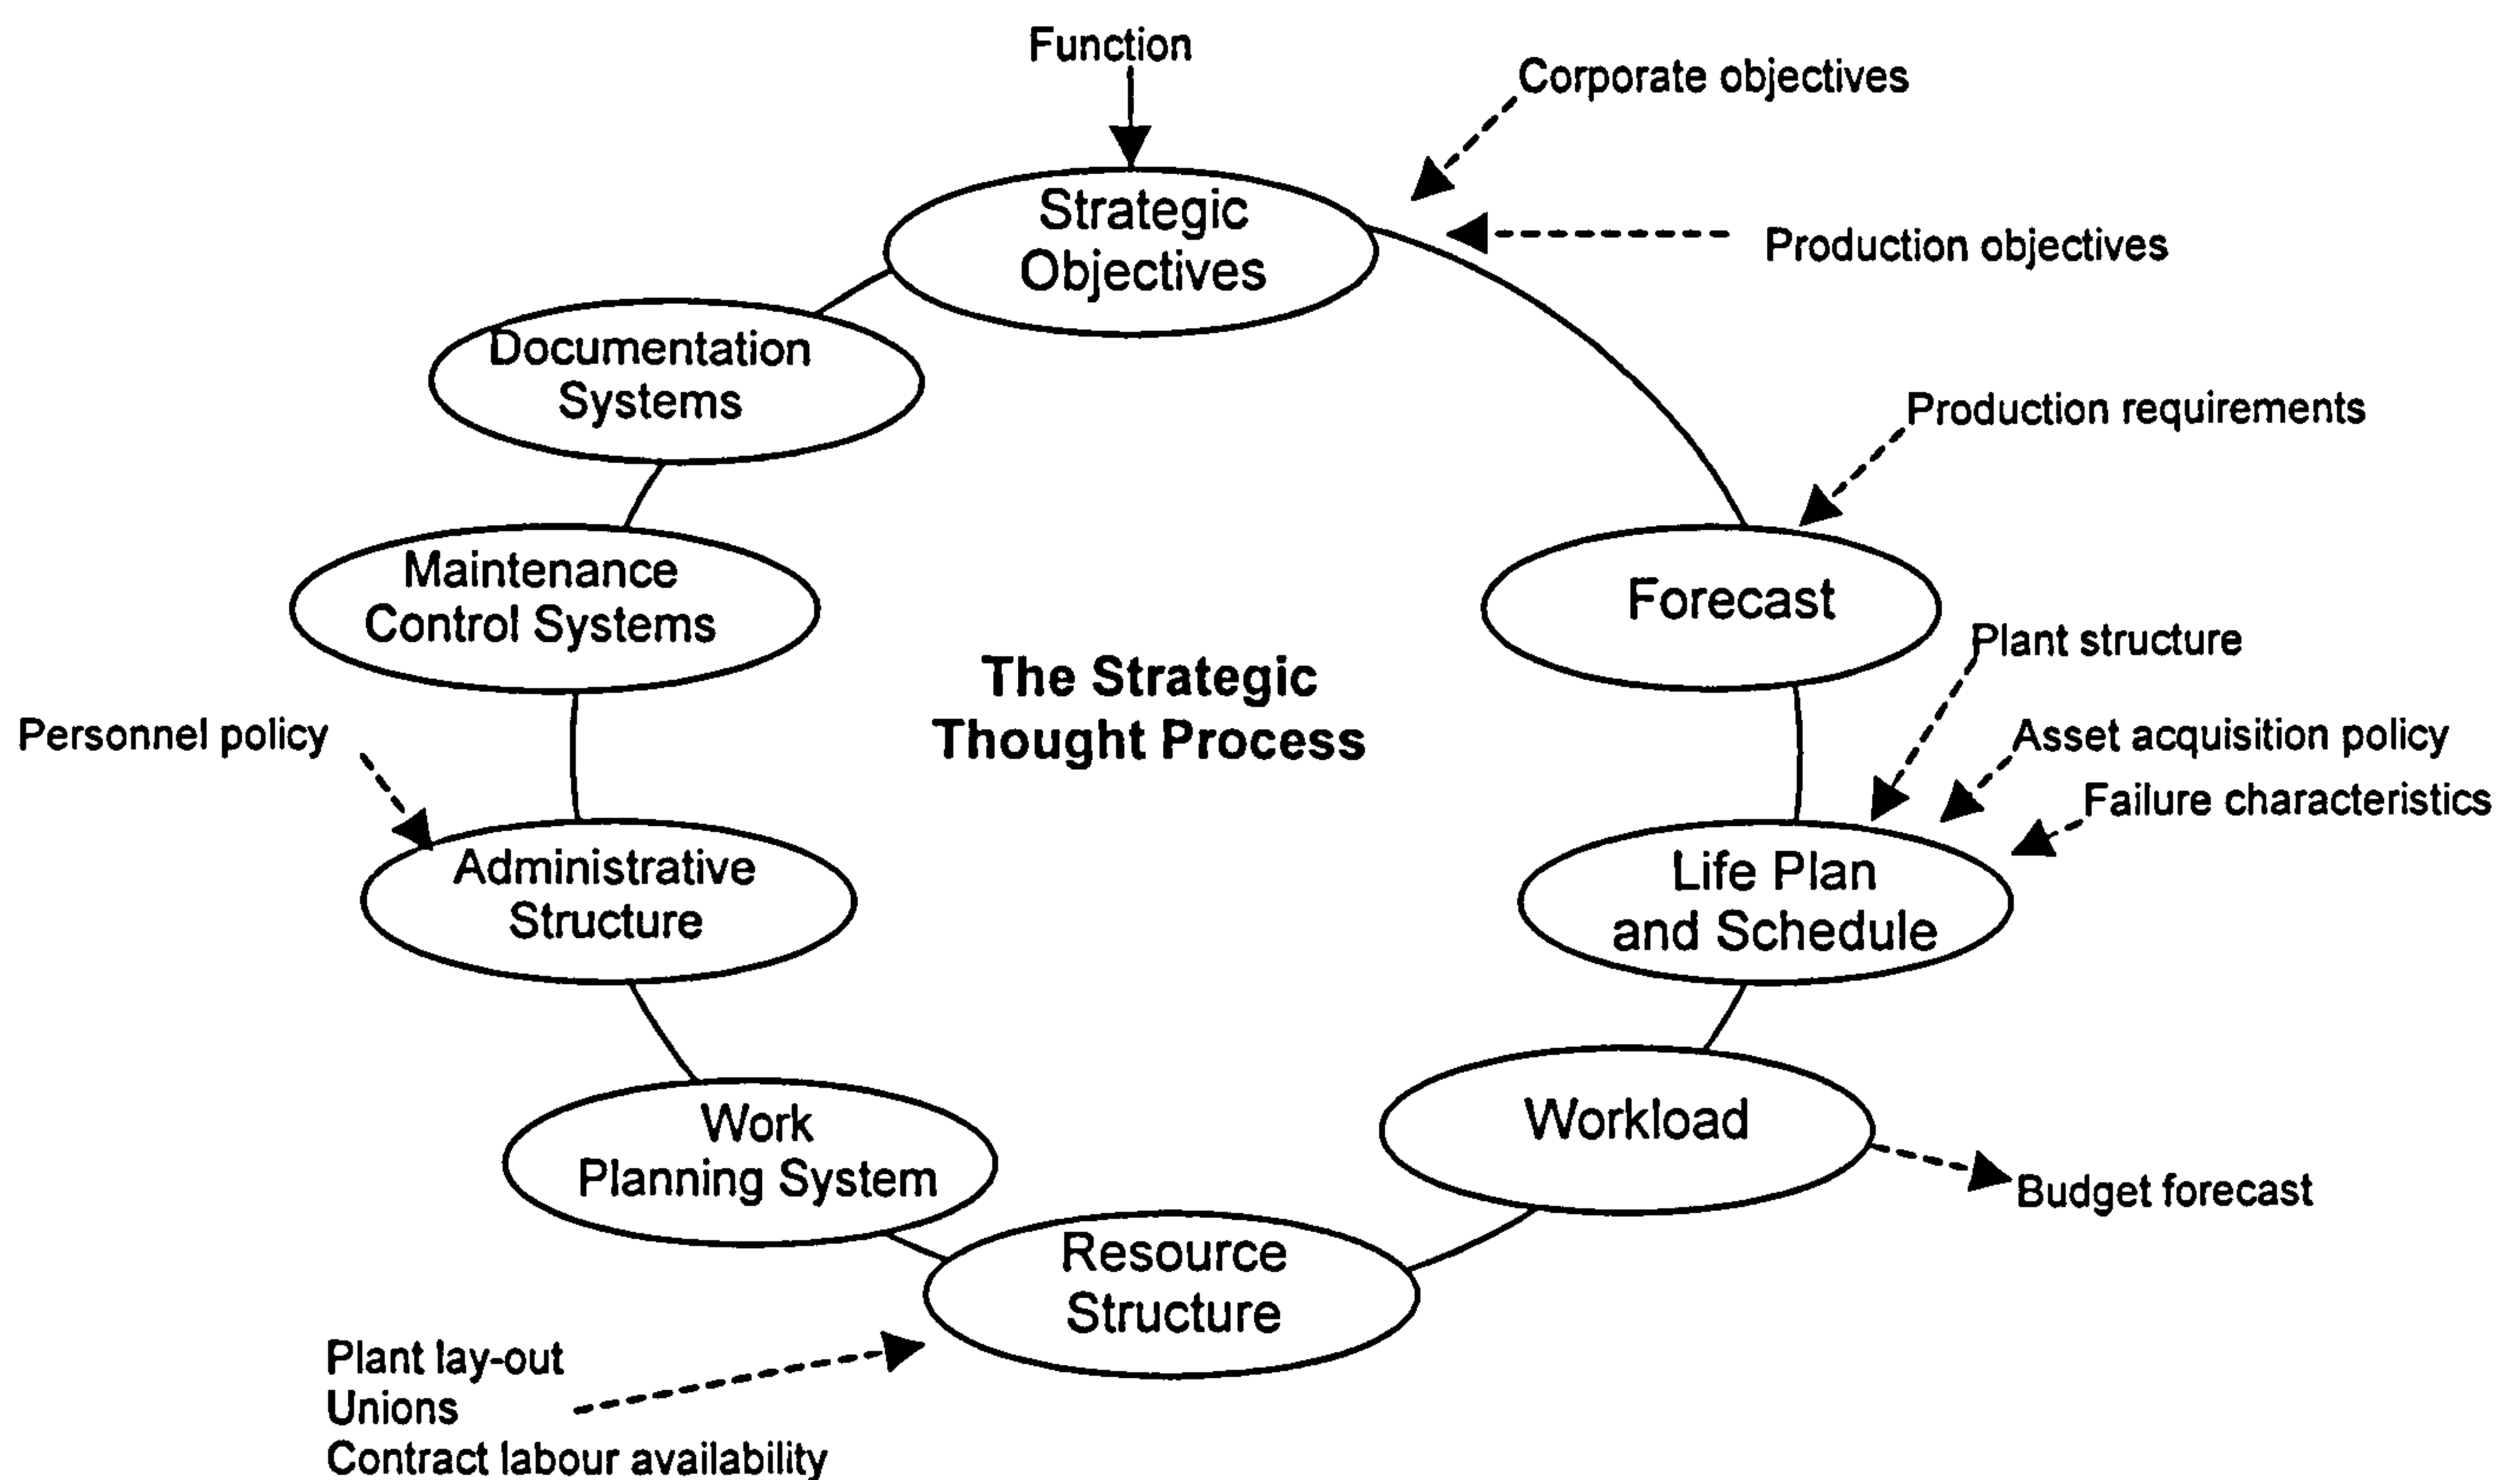 Function
Corporate objectives
Strategic
Objectives
Production objectives
Documentation
Systems
Production requirements
Maintenance
Control Systems
Forecast
Plant structure
The Strategic
Thought Process
Personnel policy
Asset acquisition policy
Failure characteristics
Administrative
Structure
Life Plan
and Schedule
Work
Planning System
Workload
Budget forecast
Resource
Structure
Plant lay-out
Unions
Contract labour availability